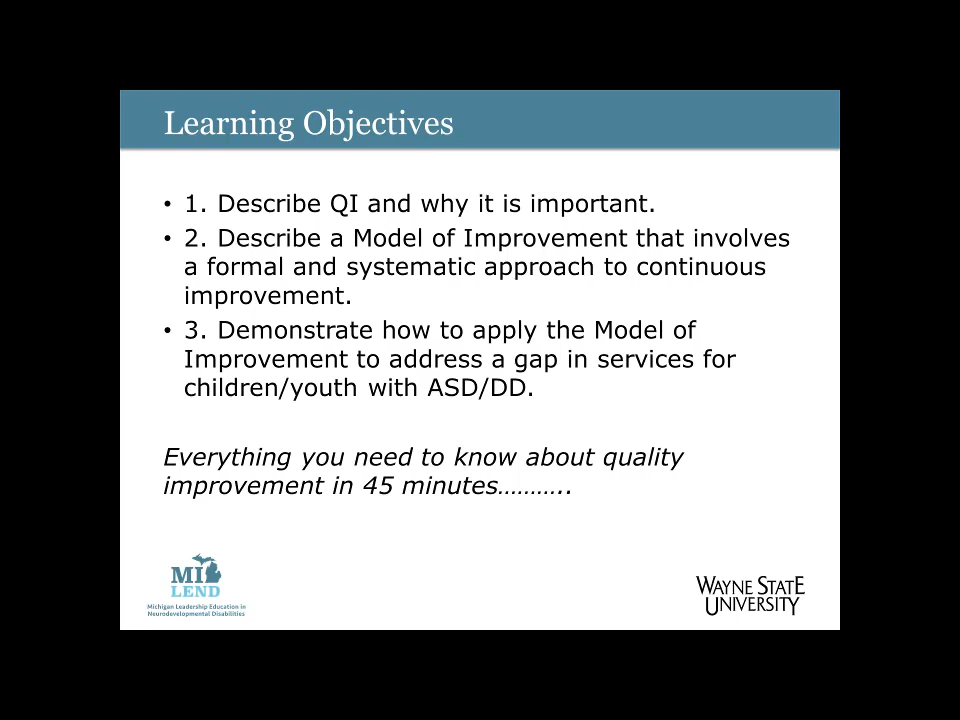 Learning Objectives
• 1. Describe QI and why it is important.
• 2. Describe a Model of Improvement that involves
a formal and systematic approach to continuous
improvement.
• 3. Demonstrate how to apply the Model of
Improvement to address a gap in services for
children/youth with ASD/DD.
Everything you need to know about quality
improvement in 45 minutes………..
MI
LEND
Michigan Leadership Education in
Neurodevelopmental Disabilities
WAYNE STATE
UNIVERSITY